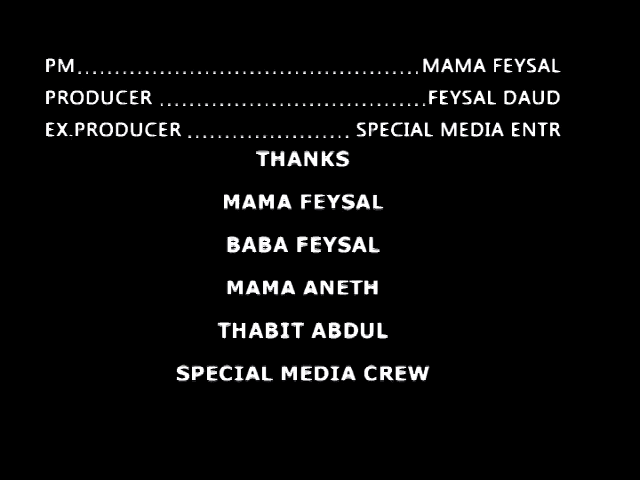 PM..............................................MAMA FEYSAL
PRODUCER ....................................FEYSAL DAUD
EX.PRODUCER ...................... SPECIAL MEDIA ENTR
THANKS
MAMA FEYSAL
BABA FEYSAL
MAMA ANETH
THABIT ABDUL
SPECIAL MEDIA CREW